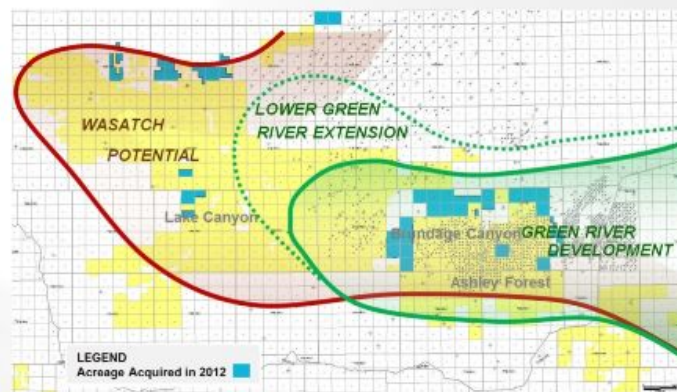 LOWER GREEN
RIVER EXTENSION
WASATCH
POTENTIAL
Lake Canyon
Brundage Canyon
GREEN RIVER
DEVELOPMENT
Ashley Forest
LEGEND
Acreage Acquired in 2012